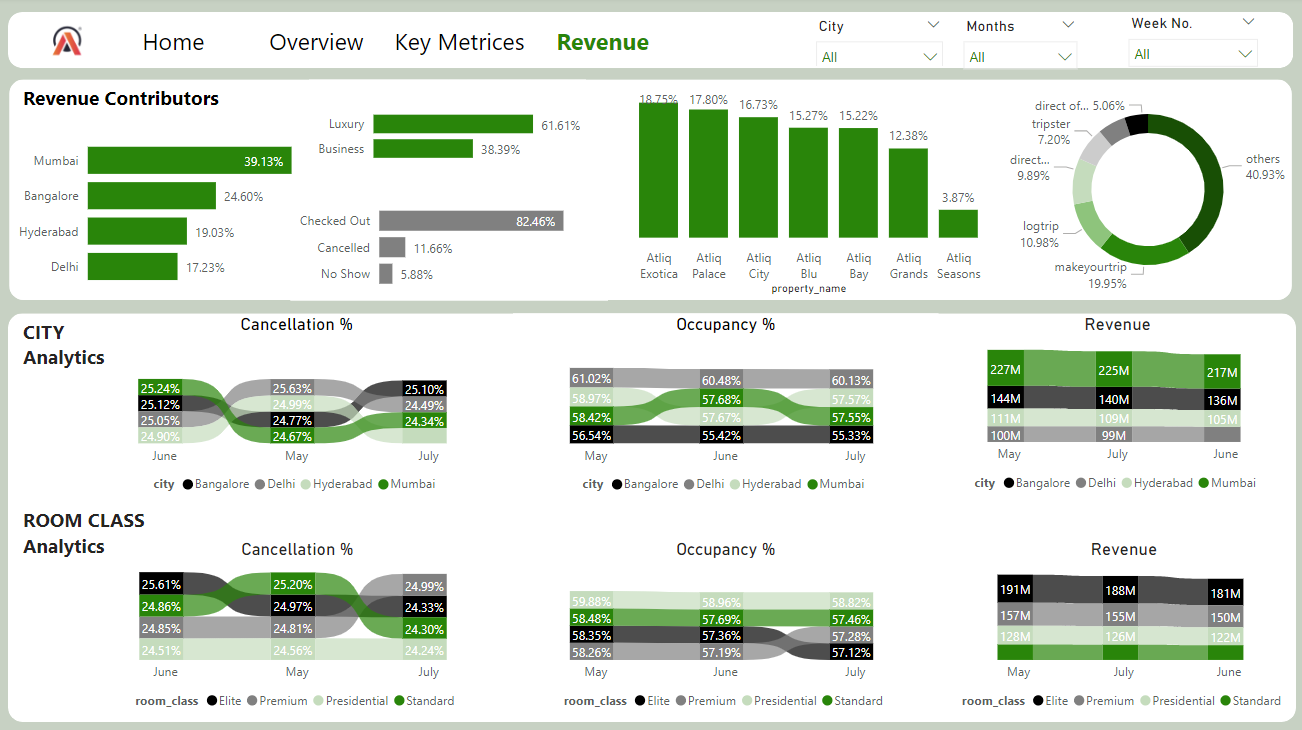 Home
Overview
Key Metrices
Revenue
City
All
Months
All
Week No.
All
Revenue Contributors
Mumbai 39.13%
Bangalore 24.60%
Hyderabad 19.03%
Delhi 17.23%
Luxury 61.61%
Business 38.39%
Checked Out 82.46%
Cancelled 11.66%
No Show 5.88%
18.75% 17.80% 16.73% 15.27% 15.22% 12.38% 3.87%
Atliq Atliq Atliq Atliq Atliq Atliq Atliq
Exotica Palace City Blu Bay Grands Seasons
property_name
direct of... 5.06%
tripster
7.20%
direct...
9.89%
logtrip
10.98%
makeyourtrip
19.95%
others
40.93%
CITY
Analytics
Cancellation %
25.24% 25.63% 25.10%
25.12% 24.99% 24.49%
25.05% 24.77% 24.34%
24.90% 24.67%
June May July
city Bangalore Delhi Hyderabad Mumbai
Occupancy %
61.02% 60.48% 60.13%
58.97% 57.68% 57.57%
58.42% 57.67% 57.55%
56.54% 55.42% 55.33%
May June July
city Bangalore Delhi Hyderabad Mumbai
Revenue
227M 225M 217M
144M 140M 136M
111M 109M 105M
100M 99M
May July June
city Bangalore Delhi Hyderabad Mumbai
ROOM CLASS
Analytics
Cancellation %
25.61% 25.20% 24.99%
24.86% 24.97% 24.33%
24.85% 24.81% 24.30%
24.51% 24.56% 24.24%
June May July
room_class Elite Premium Presidential Standard
Occupancy %
59.88% 58.96% 58.82%
58.48% 57.69% 57.46%
58.35% 57.36% 57.28%
58.26% 57.19% 57.12%
May June July
room_class Elite Premium Presidential Standard
Revenue
191M 188M 181M
157M 155M 150M
128M 126M 122M
May July June
room_class Elite Premium Presidential Standard